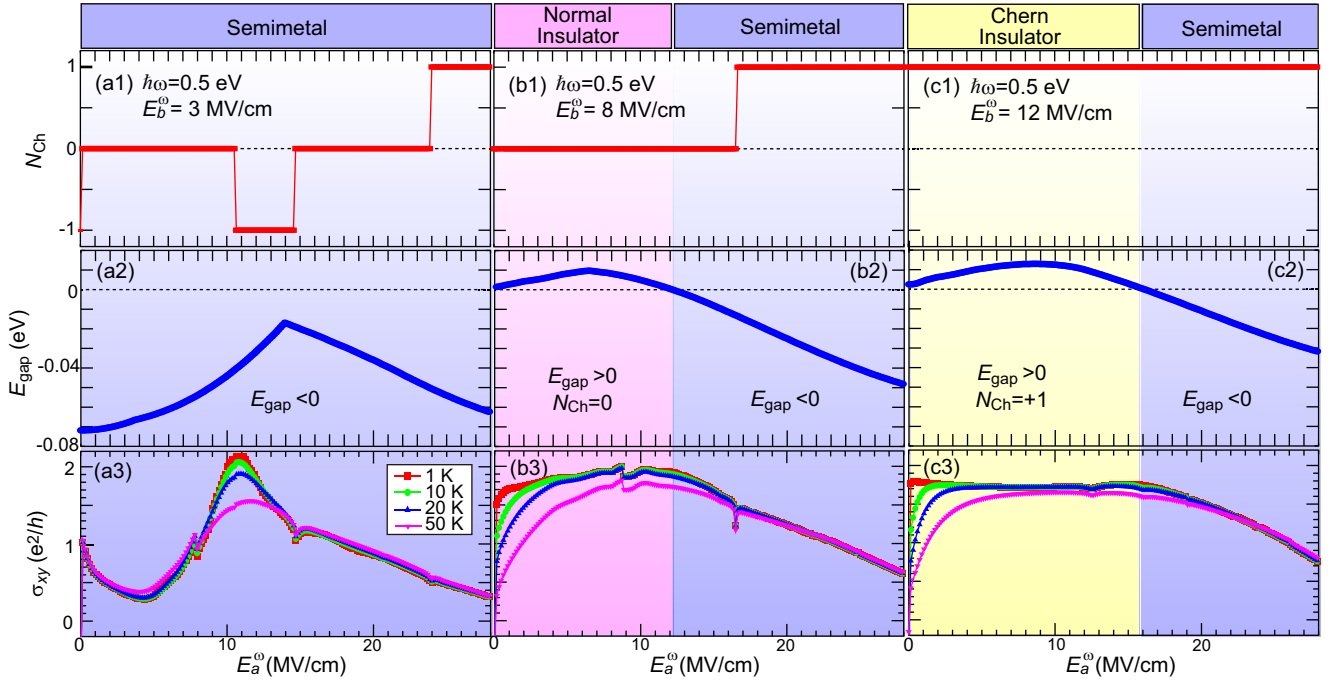 Semimetal
Normal
Insulator
Semimetal
Chern
Insulator
Semimetal
(a1) ℏω=0.5 eV
E_b^ω= 3 MV/cm
(b1) ℏω=0.5 eV
E_b^ω= 8 MV/cm
(c1) ℏω=0.5 eV
E_b^ω= 12 MV/cm
N_Ch
1
0
-1
(a2)
(b2)
(c2)
E_gap (eV)
0
-0.04
-0.08
E_gap <0
E_gap >0
N_Ch=0
E_gap <0
E_gap >0
N_Ch=+1
E_gap <0
(a3)
(b3)
(c3)
1 K
10 K
20 K
50 K
σ_xy (e²/h)
2
1
0
0 10 20
0 10 20
0 10 20
E_a^ω(MV/cm)
E_a^ω(MV/cm)
E_a^ω(MV/cm)